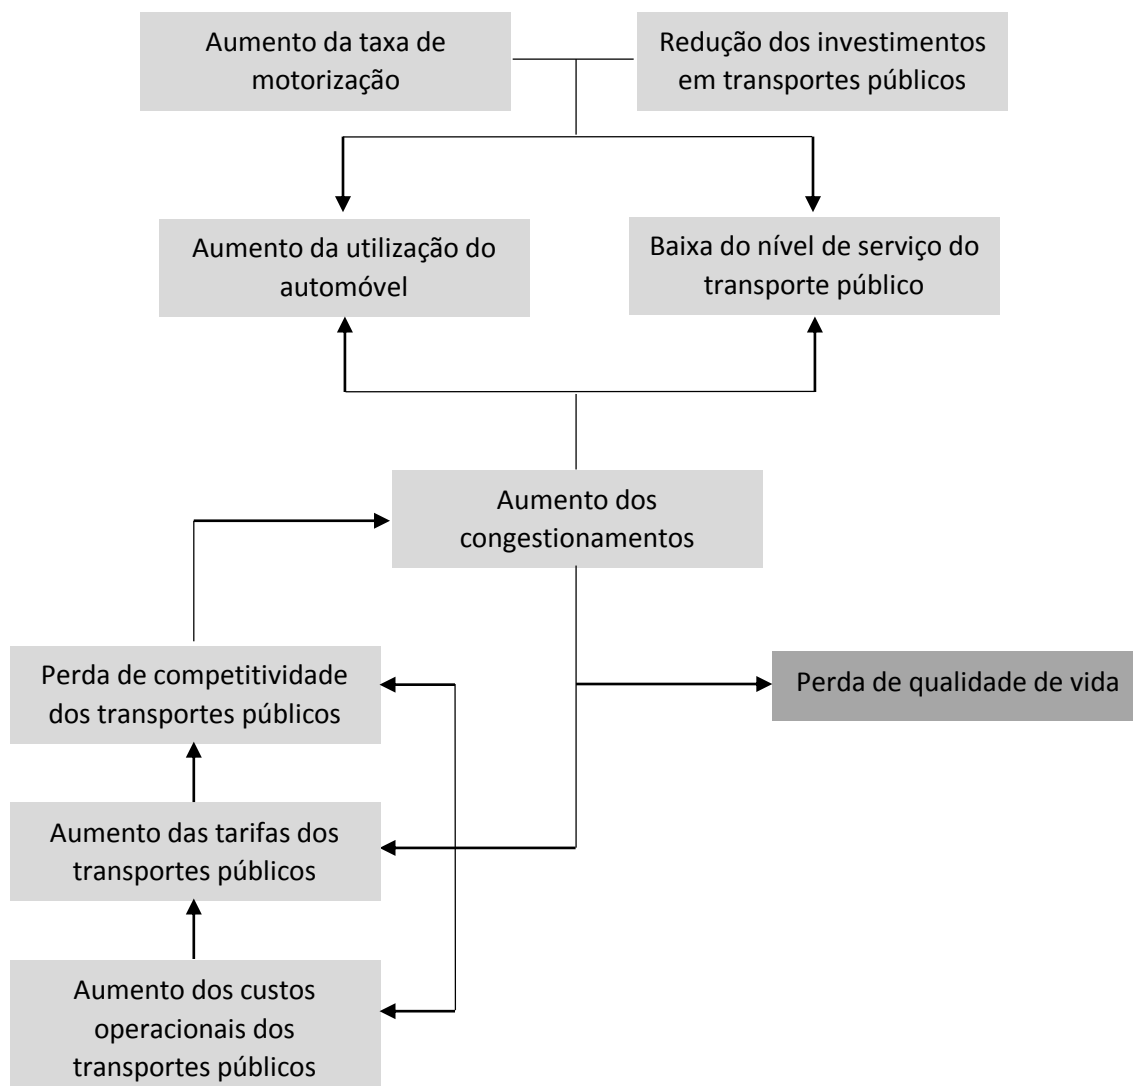 Aumento da taxa de
motorização
Redução dos investimentos
em transportes públicos
Aumento da utilização do
automóvel
Baixa do nível de serviço do
transporte público
Aumento dos
congestionamentos
Perda de competitividade
dos transportes públicos
Perda de qualidade de vida
Aumento das tarifas dos
transportes públicos
Aumento dos custos
operacionais dos
transportes públicos